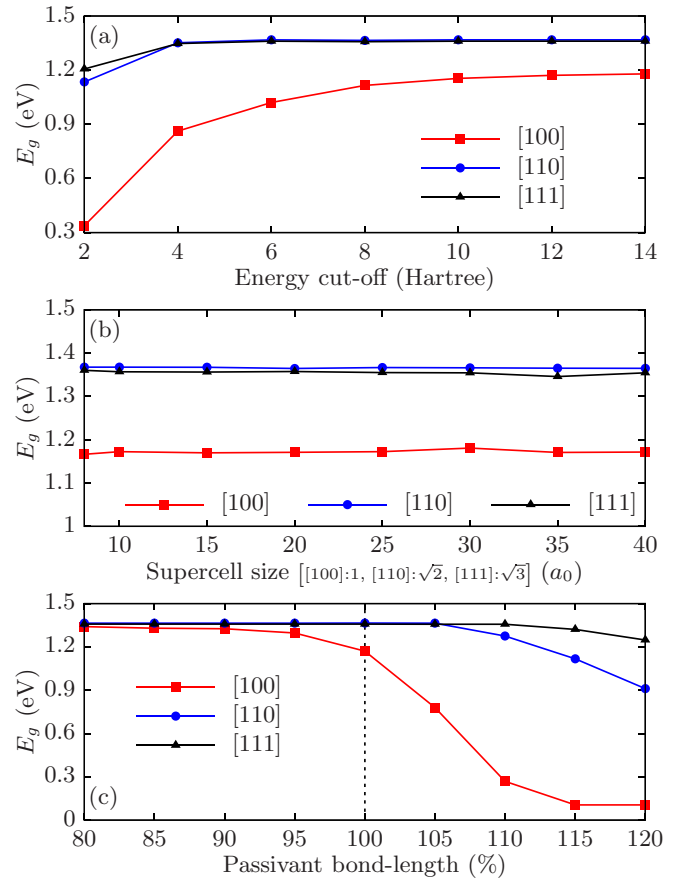 1.5
(a)
1.2
0.9
0.6
0.3
E_g (eV)
[100]
[110]
[111]
2 4 6 8 10 12 14
Energy cut-off (Hartree)
1.5
(b)
1.4
1.3
1.2
1.1
1
E_g (eV)
[100] [110] [111]
10 15 20 25 30 35 40
Supercell size [[100]:1, [110]:√2, [111]:√3] (a_0)
1.5
1.2
0.9
0.6
0.3
0
E_g (eV)
[100]
[110]
[111]
(c)
80 85 90 95 100 105 110 115 120
Passivant bond-length (%)